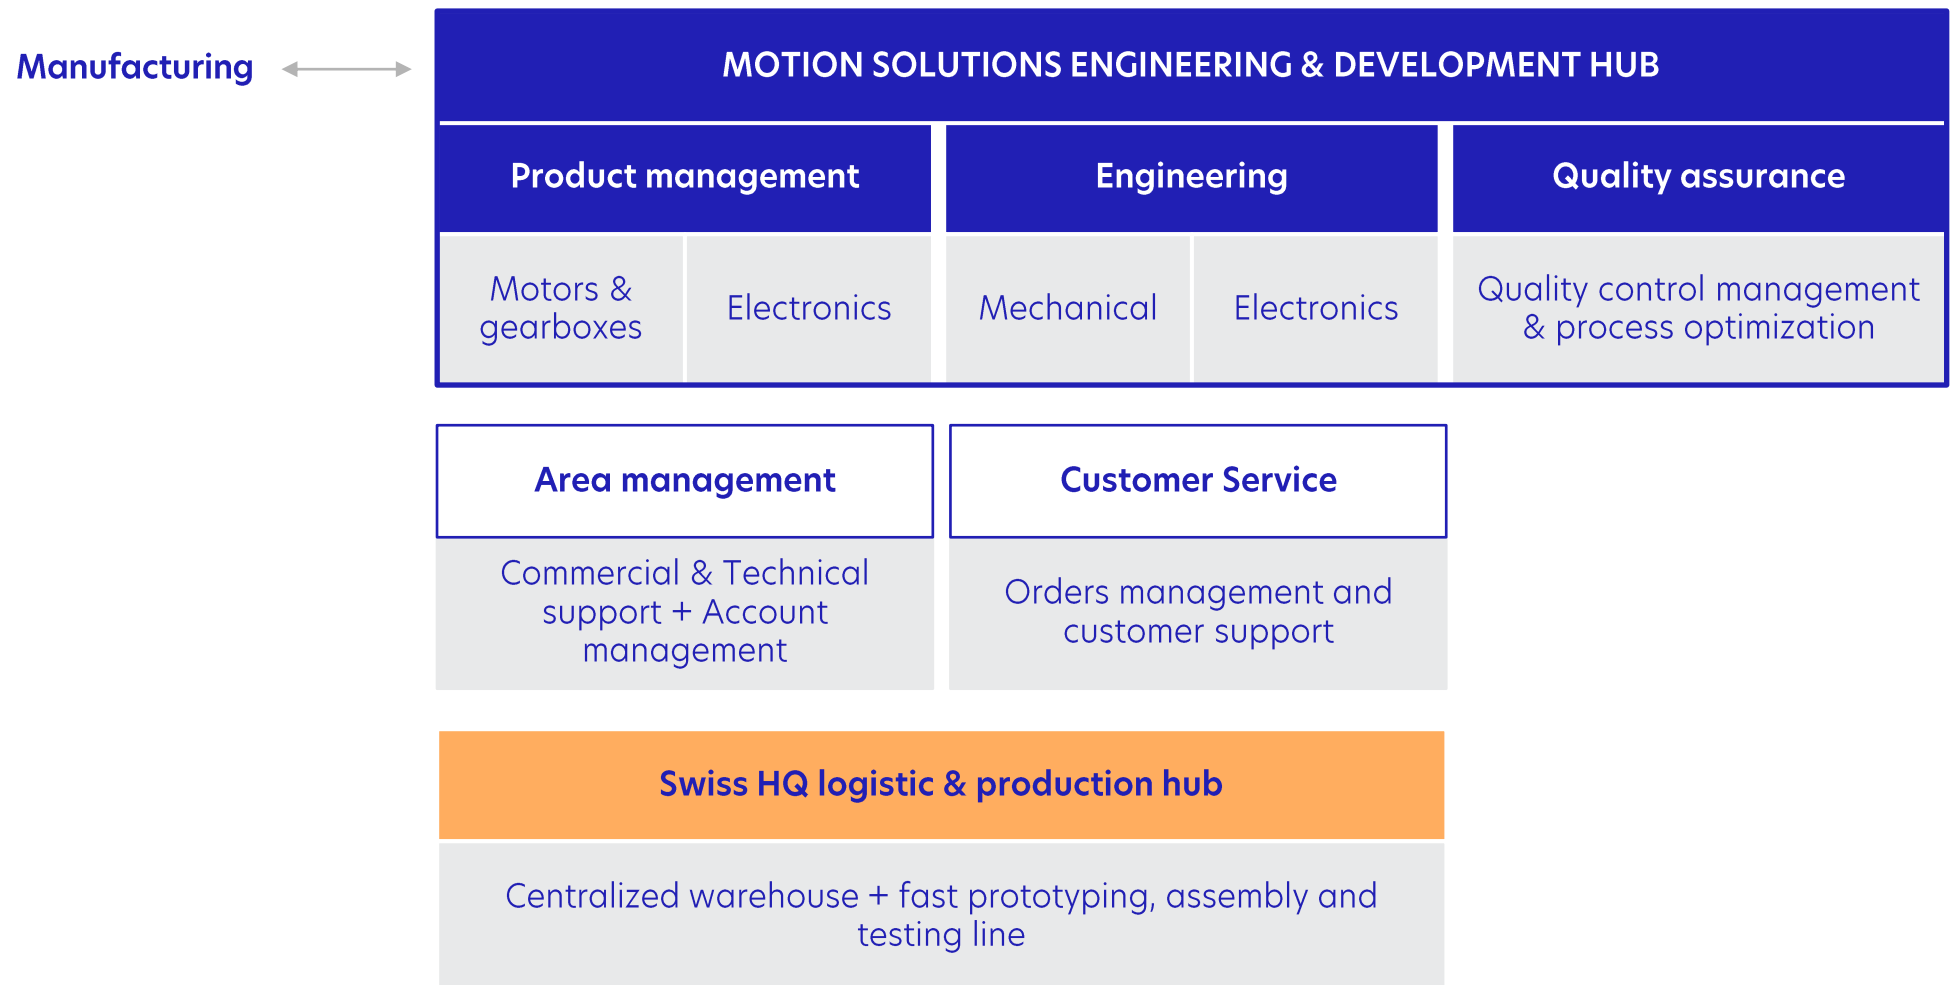 Manufacturing
MOTION SOLUTIONS ENGINEERING & DEVELOPMENT HUB
Product management
Engineering
Quality assurance
Motors &
gearboxes
Electronics
Mechanical
Electronics
Quality control management
& process optimization
Area management
Customer Service
Commercial & Technical
support + Account
management
Orders management and
customer support
Swiss HQ logistic & production hub
Centralized warehouse + fast prototyping, assembly and
testing line